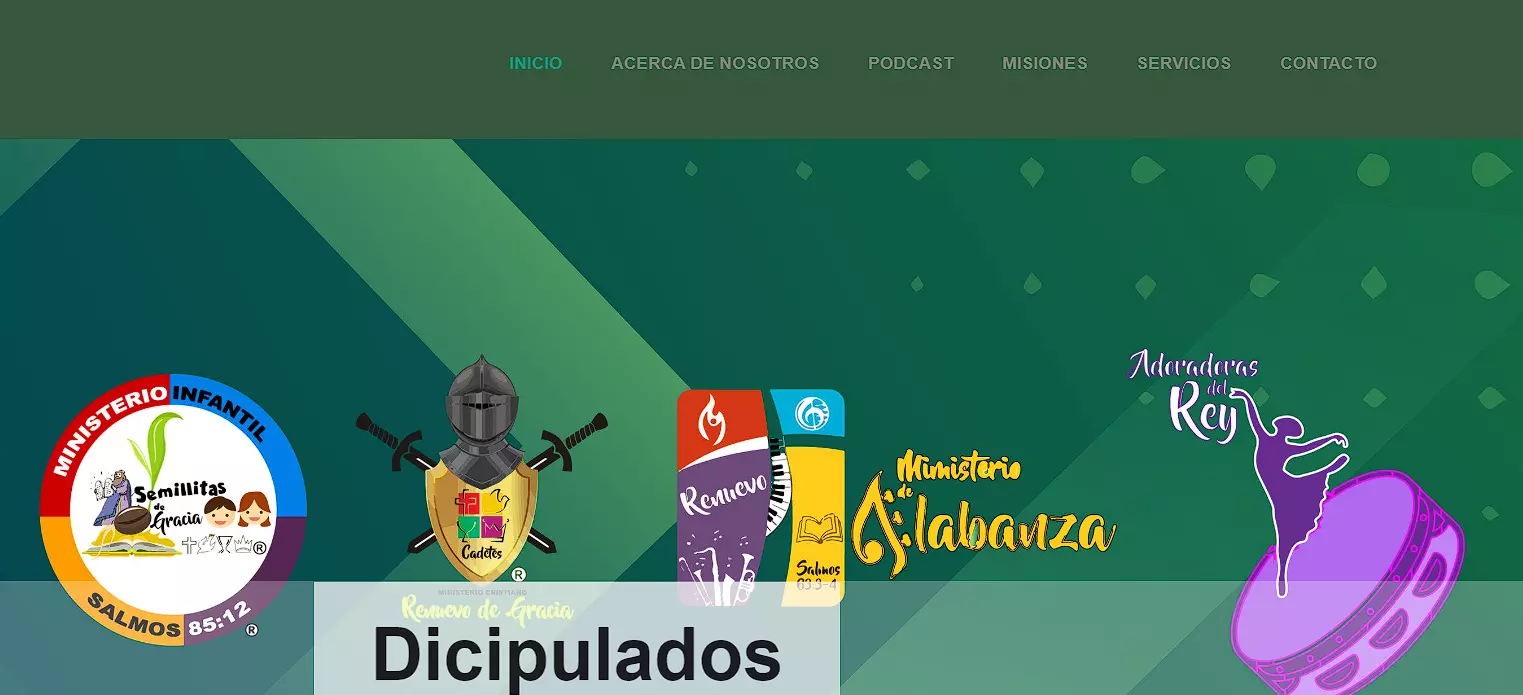 INICIO
ACERCA DE NOSOTROS
PODCAST
MISIONES
SERVICIOS
CONTACTO
MINISTERIO INFANTIL
Semillitas
de
Gracia
®
SALMOS 85:12
®
Cadetes
®
MINISTERIO CRISTIANO
Renuevo de Gracia
Renuevo
Salmos
63:3-4
Ministerio
de
Alabanza
Adoradoras
del
Rey
Dicipulados